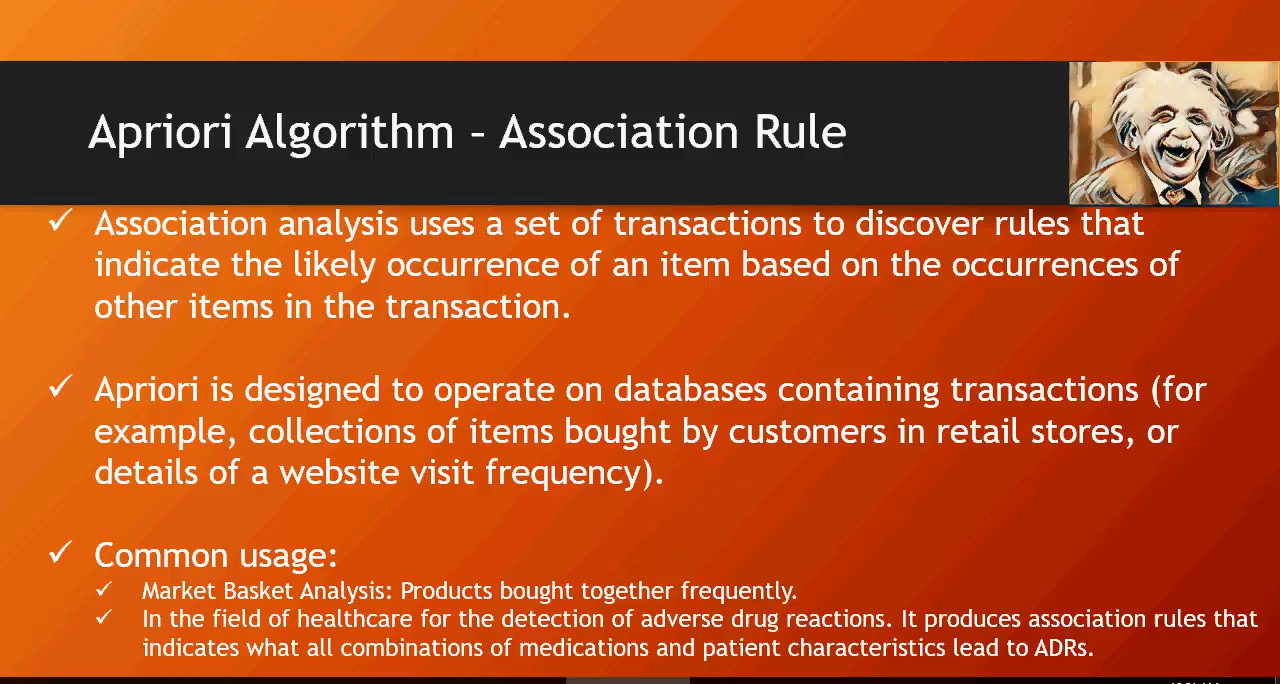 Apriori Algorithm – Association Rule
✓ Association analysis uses a set of transactions to discover rules that
indicate the likely occurrence of an item based on the occurrences of
other items in the transaction.
✓ Apriori is designed to operate on databases containing transactions (for
example, collections of items bought by customers in retail stores, or
details of a website visit frequency).
✓ Common usage:
✓ Market Basket Analysis: Products bought together frequently.
✓ In the field of healthcare for the detection of adverse drug reactions. It produces association rules that
indicates what all combinations of medications and patient characteristics lead to ADRs.